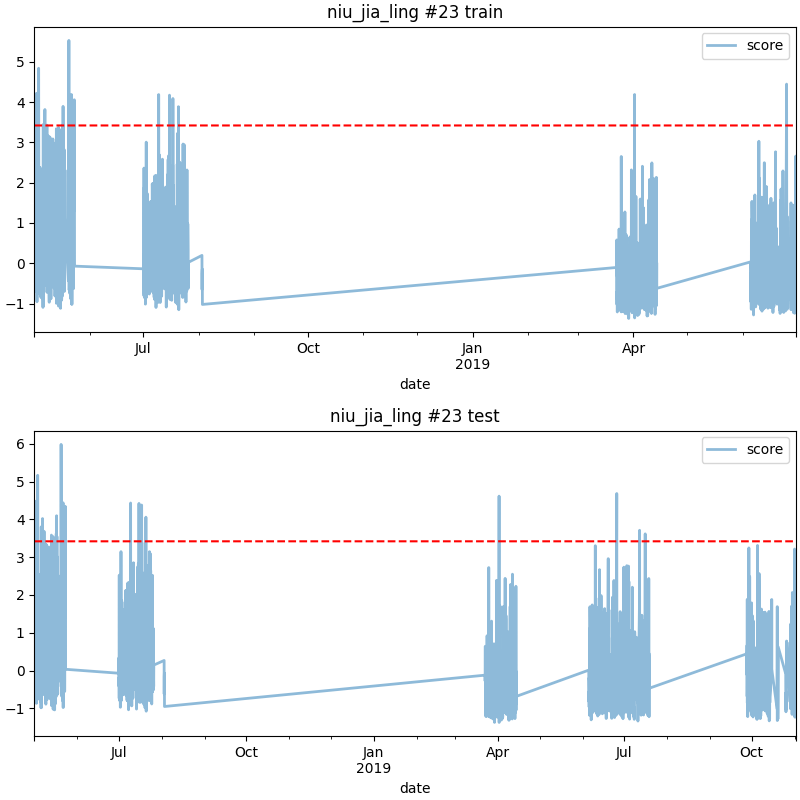 niu_jia_ling #23 train
score
5
4
3
2
1
0
−1
Jul
Oct
Jan
2019
Apr
date
niu_jia_ling #23 test
score
6
5
4
3
2
1
0
−1
Jul
Oct
Jan
2019
Apr
Jul
Oct
date